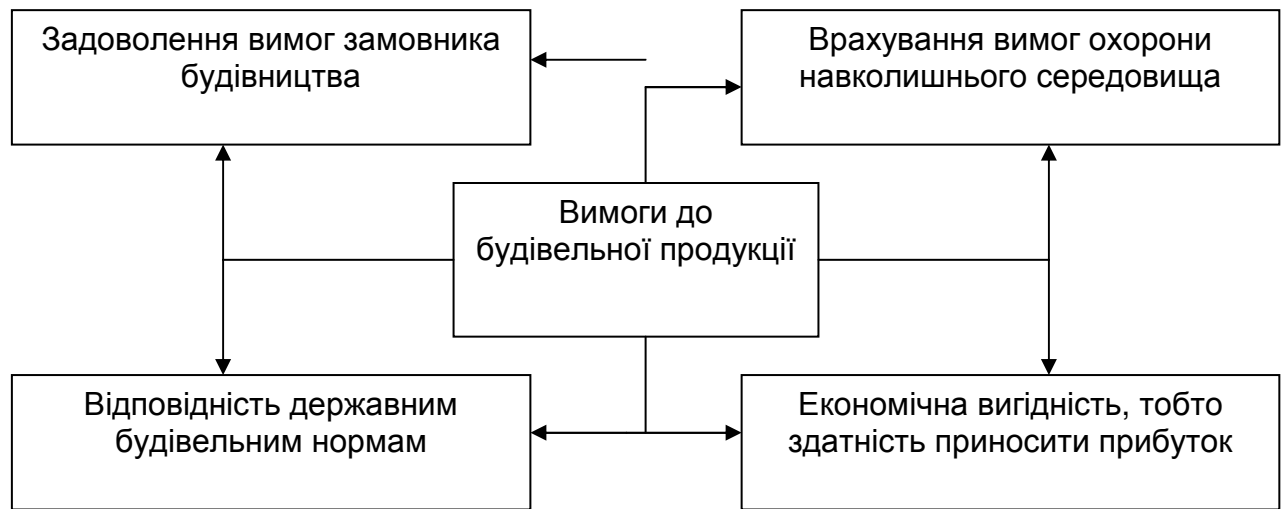 Задоволення вимог замовника
будівництва
Врахування вимог охорони
навколишнього середовища
Вимоги до
будівельної продукції
Відповідність державним
будівельним нормам
Економічна вигідність, тобто
здатність приносити прибуток